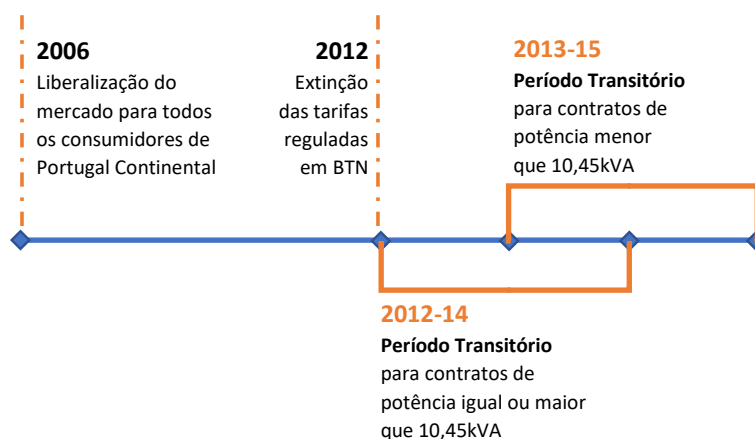 2006
Liberalização do
mercado para todos
os consumidores de
Portugal Continental
2012
Extinção
das tarifas
reguladas
em BTN
2013-15
Período Transitório
para contratos de
potência menor
que 10,45kVA
2012-14
Período Transitório
para contratos de
potência igual ou maior
que 10,45kVA